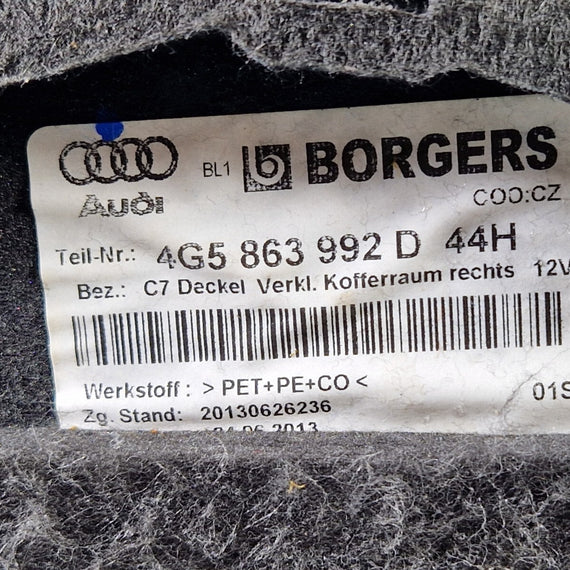 BL1 BORGERS
Audi
COO:CZ
Teil-Nr.: 4G5 863 992 D 44H
Bez.: C7 Deckel Verkl. Kofferraum rechts 12V
Werkstoff : > PET+PE+CO < 01S
Zg. Stand: 20130626236